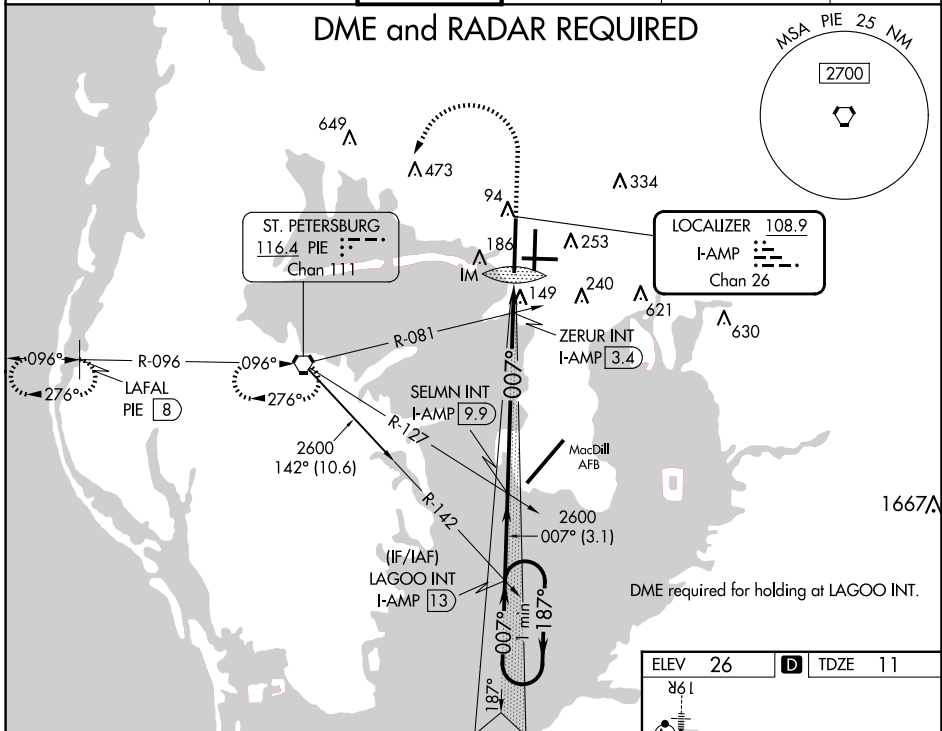 DME and RADAR REQUIRED
MSA PIE 25 NM
2700
649
473
334
94
ST. PETERSBURG
116.4 PIE
Chan 111
LOCALIZER 108.9
I-AMP
Chan 26
186
253
IM
149
240
621
630
R-081
ZERUR INT
I-AMP 3.4
096°
R-096
096°
007°
276°
LAFAL
PIE 8
276°
SELMN INT
I-AMP 9.9
R-127
MacDill
AFB
2600
142° (10.6)
R-142
1667
2600
007° (3.1)
(IF/IAF)
LAGOO INT
I-AMP 13
DME required for holding at LAGOO INT.
007°
1 min
187°
187°
ELEV 26 D TDZE 11
19R